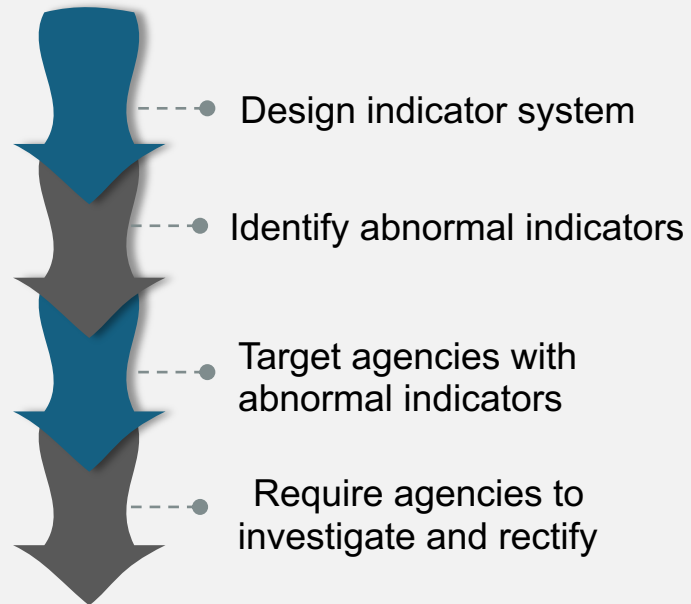 Design indicator system
Identify abnormal indicators
Target agencies with
abnormal indicators
Require agencies to
investigate and rectify